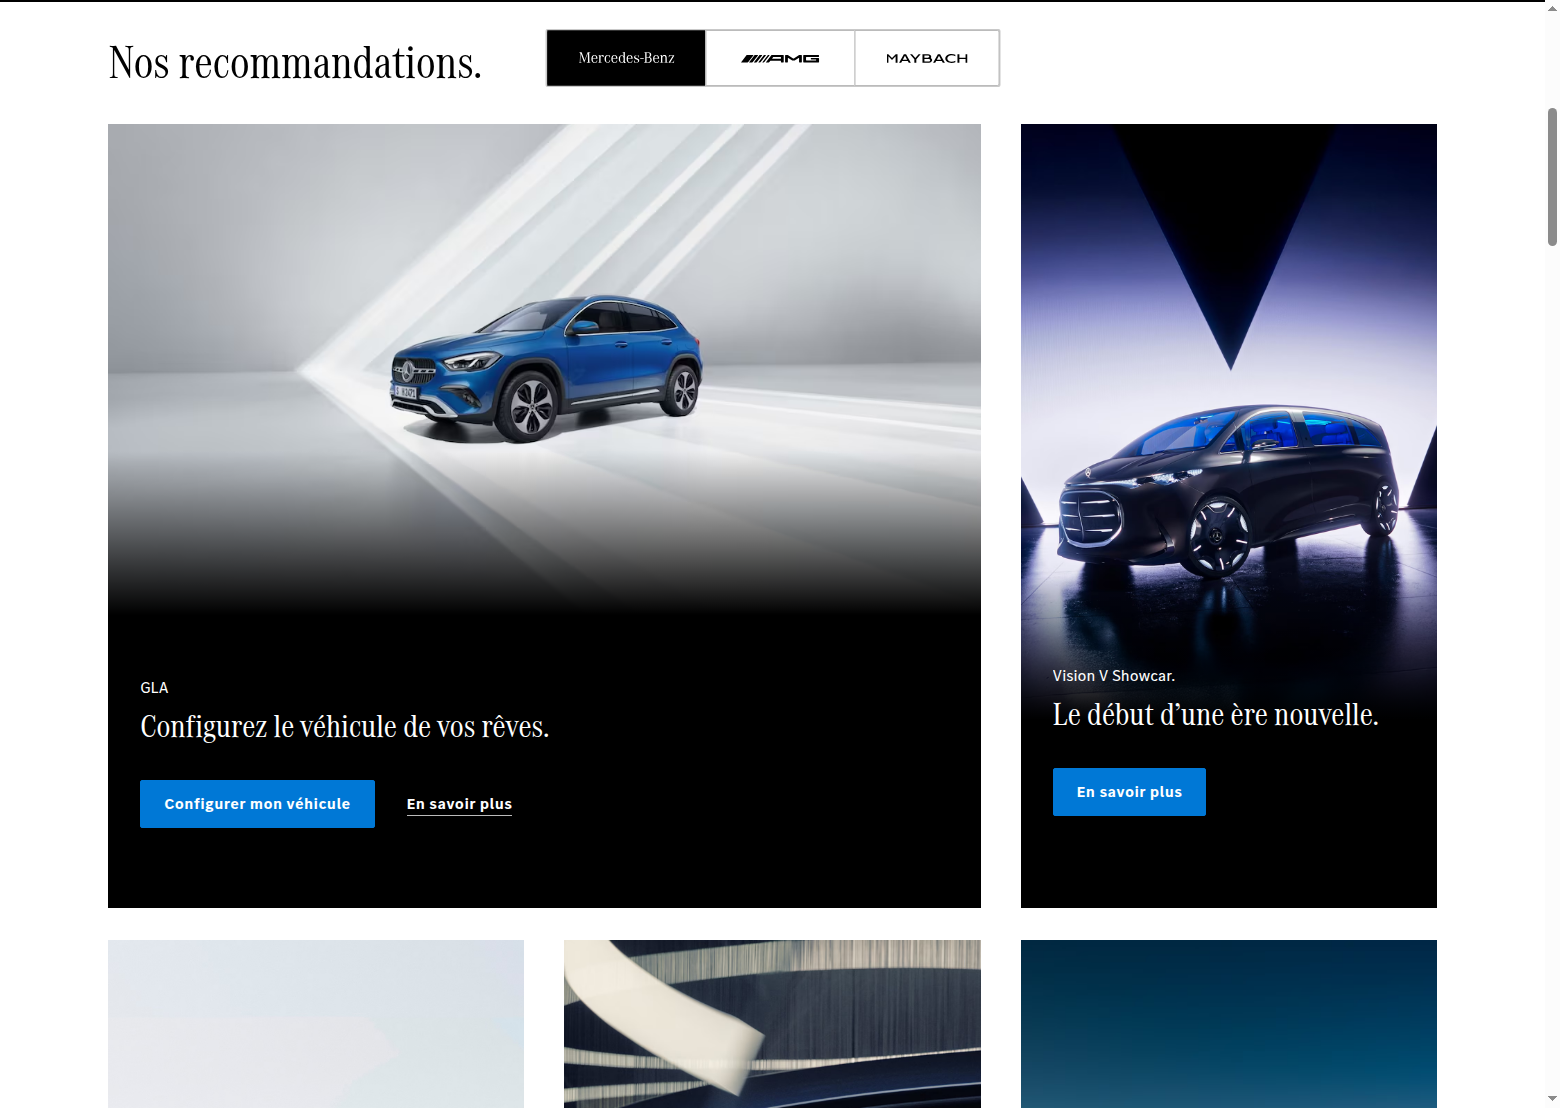 Nos recommandations.
Mercedes-Benz
AMG
MAYBACH
GLA
Configurez le véhicule de vos rêves.
Configurer mon véhicule
En savoir plus
Vision V Showcar.
Le début d’une ère nouvelle.
En savoir plus